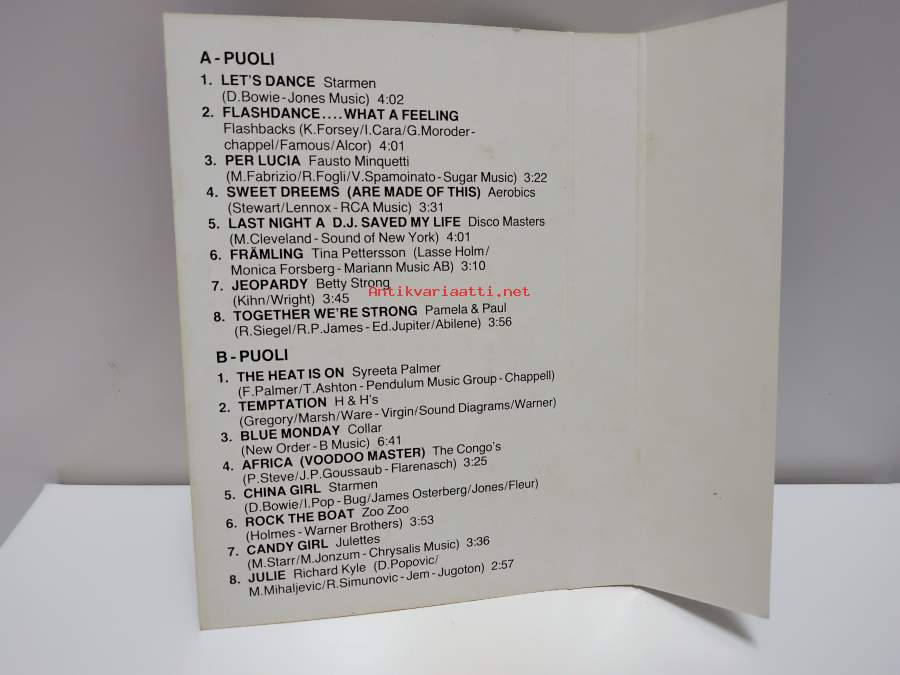 A - PUOLI
1. LET'S DANCE Starmen
(D.Bowie - Jones Music) 4:02
2. FLASHDANCE....WHAT A FEELING
Flashbacks (K.Forsey/I.Cara/G.Moroder-
chappel/Famous/Alcor) 4:01
3. PER LUCIA Fausto Minquetti
(M.Fabrizio/R.Fogli/V.Spamoinato - Sugar Music) 3:22
4. SWEET DREEMS (ARE MADE OF THIS) Aerobics
(Stewart/Lennox - RCA Music) 3:31
5. LAST NIGHT A D.J. SAVED MY LIFE Disco Masters
(M.Cleveland - Sound of New York) 4:01
6. FRÄMLING Tina Pettersson (Lasse Holm/
Monica Forsberg - Mariann Music AB) 3:10
7. JEOPARDY Betty Strong
(Kihn/Wright) 3:45
Antikvariaatti.net
8. TOGETHER WE'RE STRONG Pamela & Paul
(R.Siegel/R.P.James - Ed.Jupiter/Abilene) 3:56
B - PUOLI
1. THE HEAT IS ON Syreeta Palmer
(F.Palmer/T.Ashton - Pendulum Music Group - Chappell)
2. TEMPTATION H & H's
(Gregory/Marsh/Ware - Virgin/Sound Diagrams/Warner)
3. BLUE MONDAY Collar
(New Order - B Music) 6:41
4. AFRICA (VOODOO MASTER) The Congo's
(P.Steve/J.P.Goussaub - Flarenasch) 3:25
5. CHINA GIRL Starmen
(D.Bowie/I.Pop - Bug/James Osterberg/Jones/Fleur)
6. ROCK THE BOAT Zoo Zoo
(Holmes - Warner Brothers) 3:53
7. CANDY GIRL Julettes
(M.Starr/M.Jonzum - Chrysalis Music) 3:36
8. JULIE Richard Kyle (D.Popovic/
M.Mihaljevic/R.Simunovic - Jem - Jugoton) 2:57